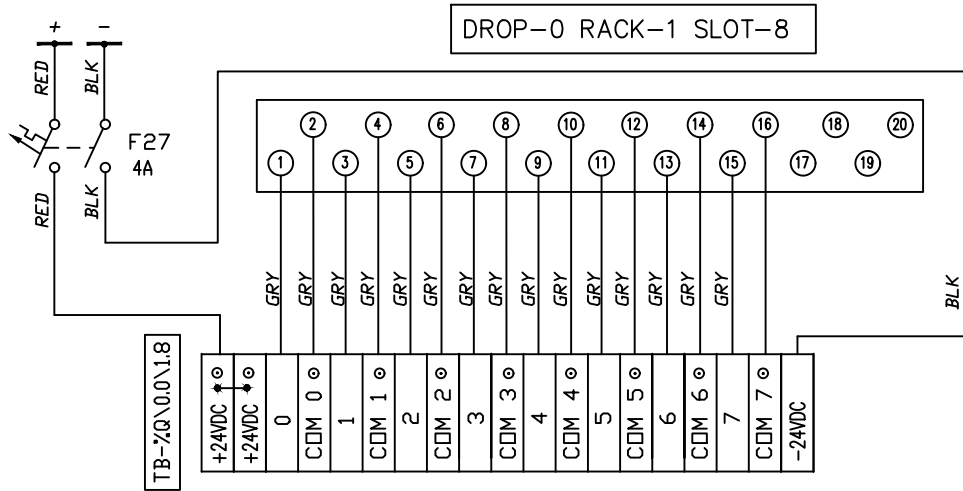 + −
DROP-0 RACK-1 SLOT-8
RED BLK
2 4 6 8 10 12 14 16 18 20
F27
4A
1 3 5 7 9 11 13 15 17 19
RED BLK
GRY GRY GRY GRY GRY GRY GRY GRY GRY GRY GRY GRY GRY GRY GRY
BLK
TB-%Q\0.0\1.8
+24VDC
+24VDC
0
COM 0
1
COM 1
2
COM 2
3
COM 3
4
COM 4
5
COM 5
6
COM 6
7
COM 7
-24VDC